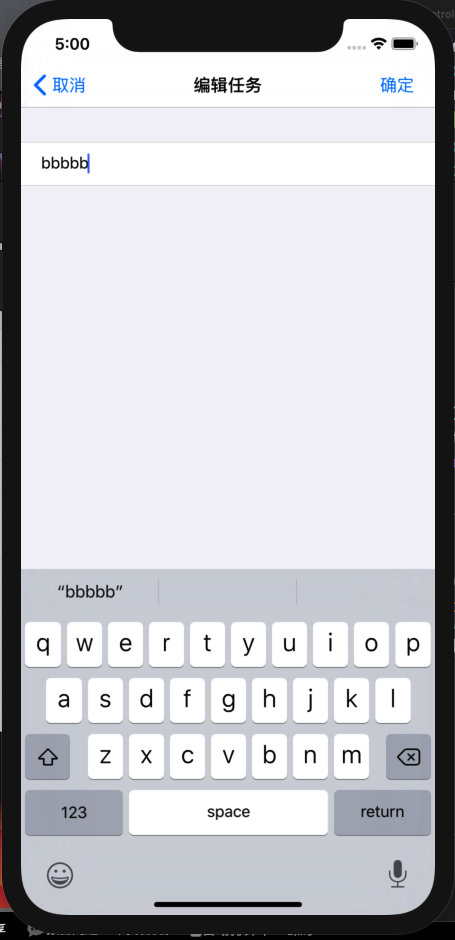 5:00
取消 编辑任务 确定
bbbbb
“bbbbb”
q w e r t y u i o p
a s d f g h j k l
z x c v b n m
123 space return